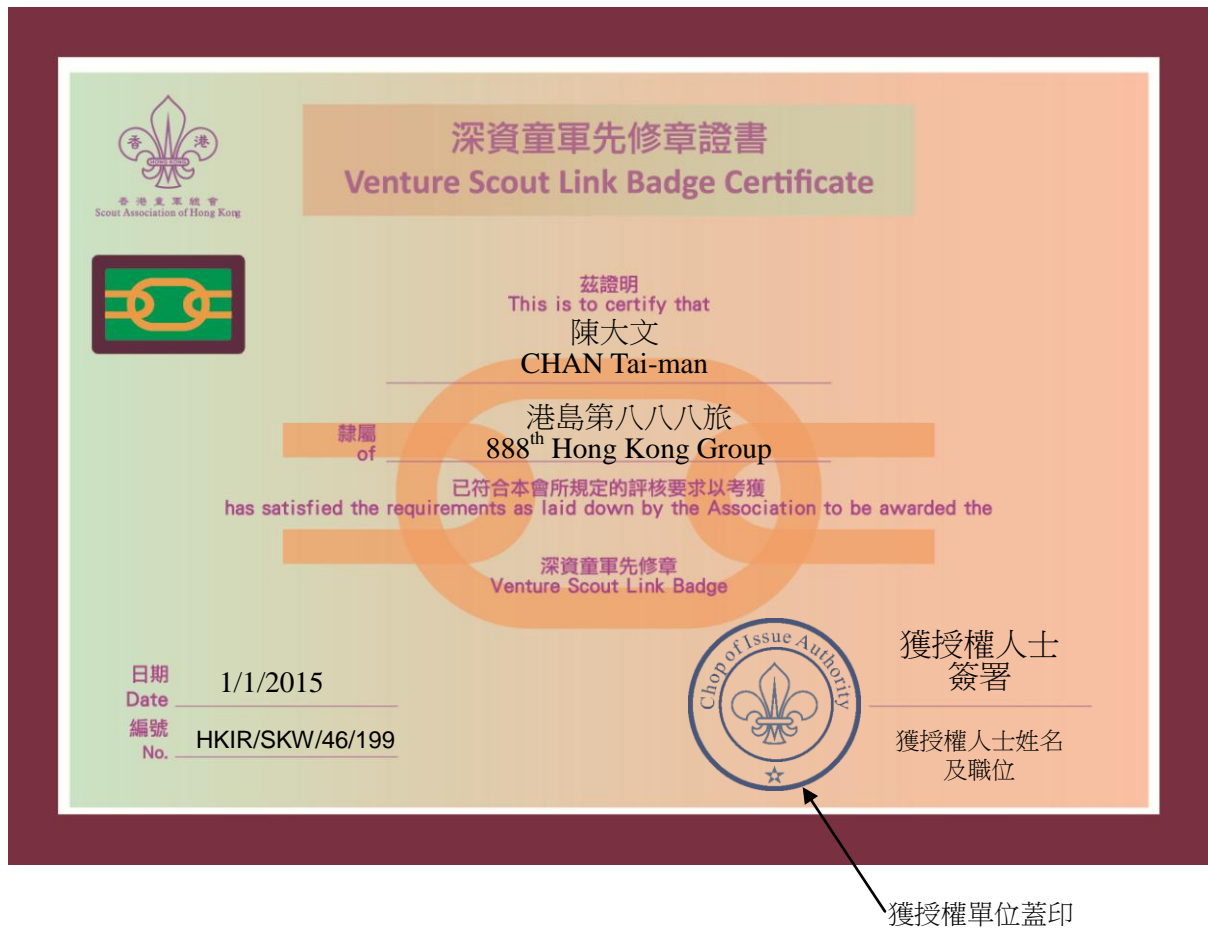 深資童軍先修章證書
Venture Scout Link Badge Certificate
香 港
HONG KONG
香港童軍總會
Scout Association of Hong Kong
茲證明
This is to certify that
陳大文
CHAN Tai-man
隸屬
of
港島第八八八旅
888th Hong Kong Group
已符合本會所規定的評核要求以考獲
has satisfied the requirements as laid down by the Association to be awarded the
深資童軍先修章
Venture Scout Link Badge
日期
Date
1/1/2015
編號
No.
HKIR/SKW/46/199
Chop of Issue Authority
獲授權人士
簽署
獲授權人士姓名
及職位
獲授權單位蓋印